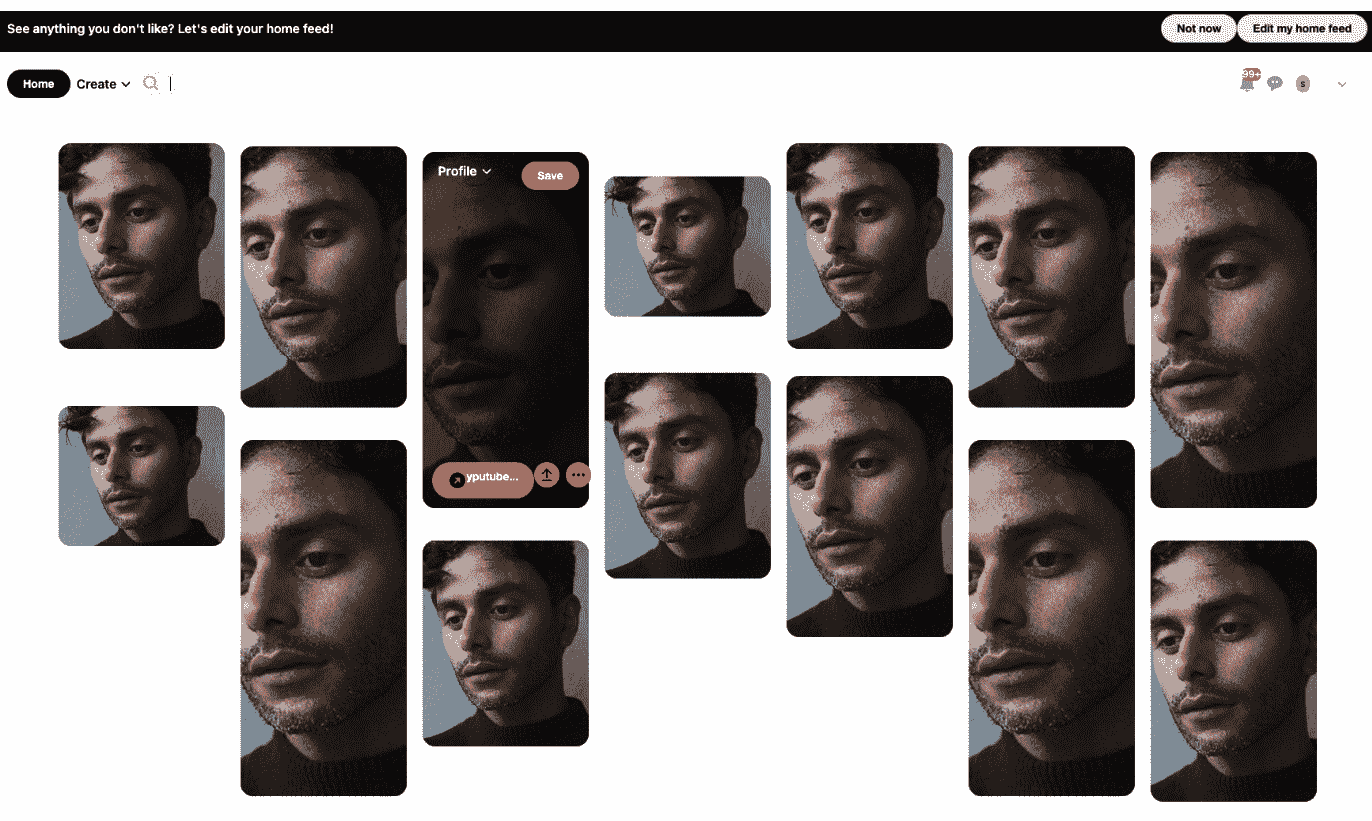 See anything you don't like? Let's edit your home feed!
Not now
Edit my home feed
Home
Create
99+
s
Profile
Save
yputube...